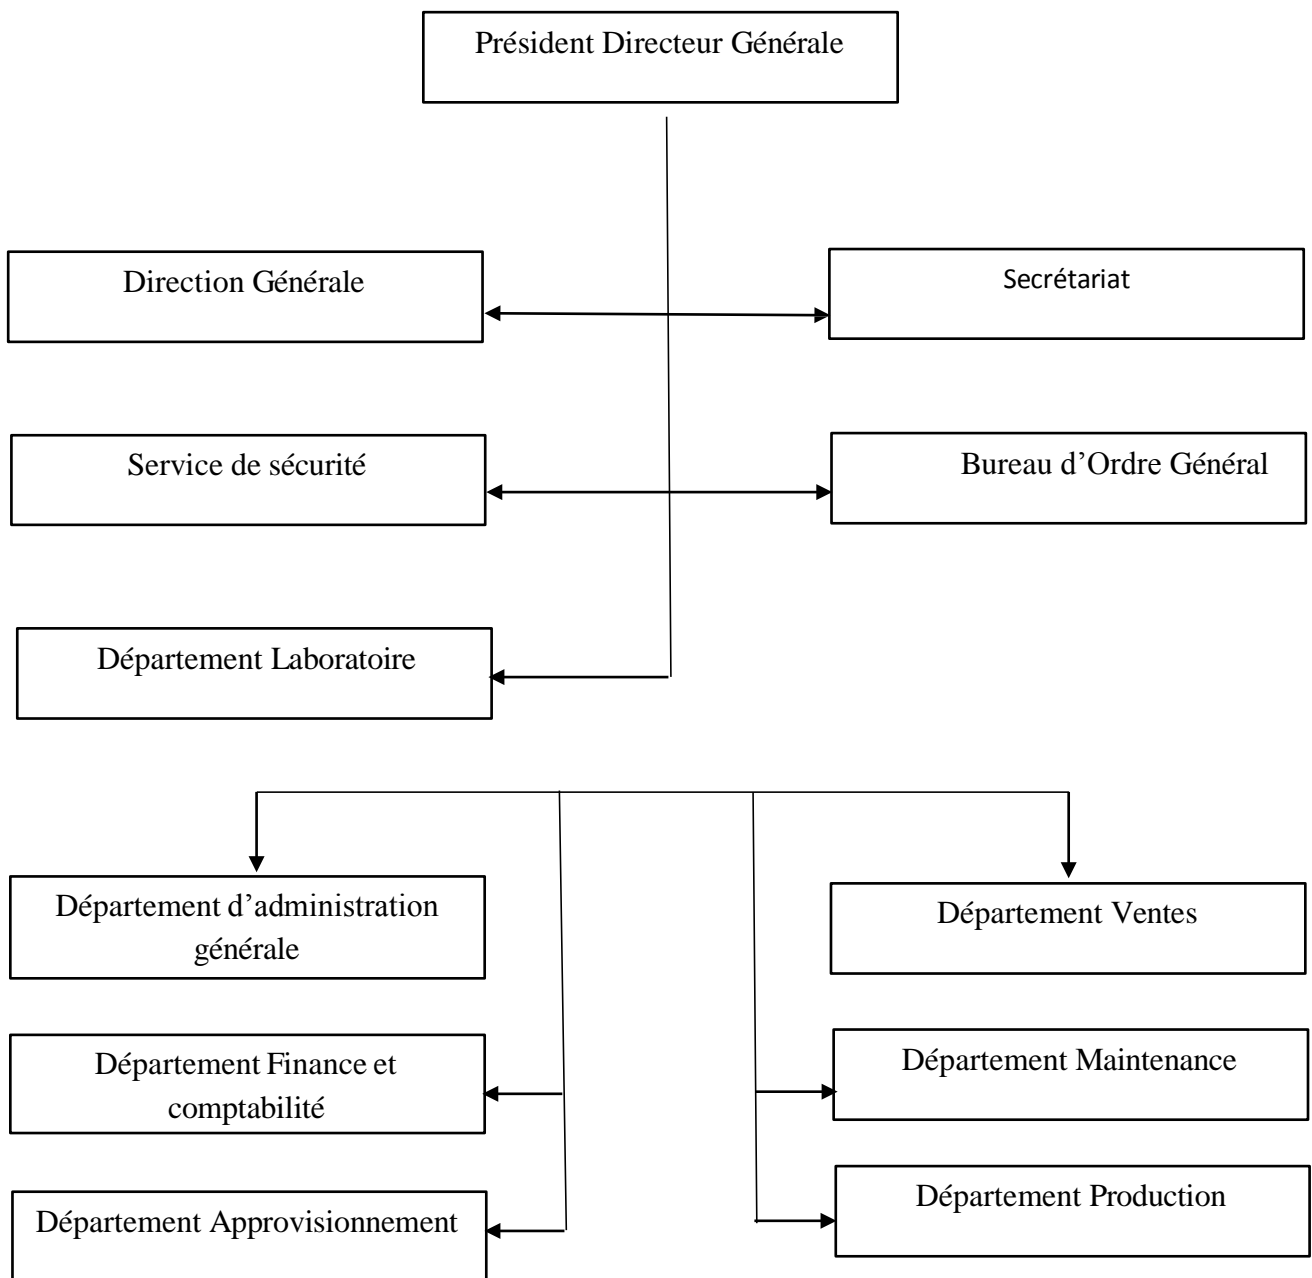 Président Directeur Générale
Direction Générale
Secrétariat
Service de sécurité
Bureau d’Ordre Général
Département Laboratoire
Département d’administration
générale
Département Ventes
Département Finance et
comptabilité
Département Maintenance
Département Approvisionnement
Département Production